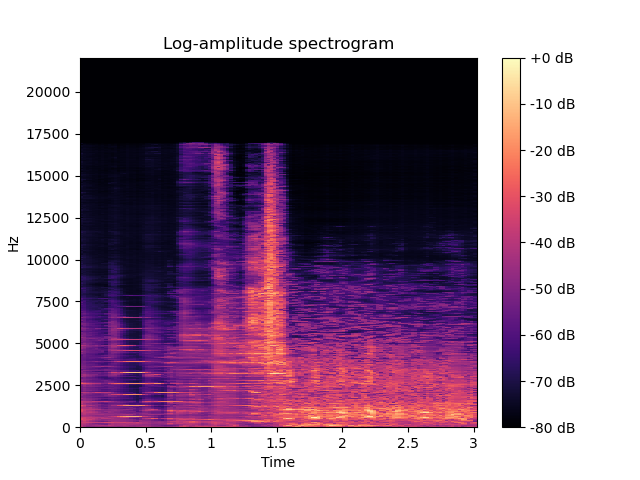 Log-amplitude spectrogram
Hz
20000
17500
15000
12500
10000
7500
5000
2500
0
0 0.5 1 1.5 2 2.5 3
Time
+0 dB
-10 dB
-20 dB
-30 dB
-40 dB
-50 dB
-60 dB
-70 dB
-80 dB